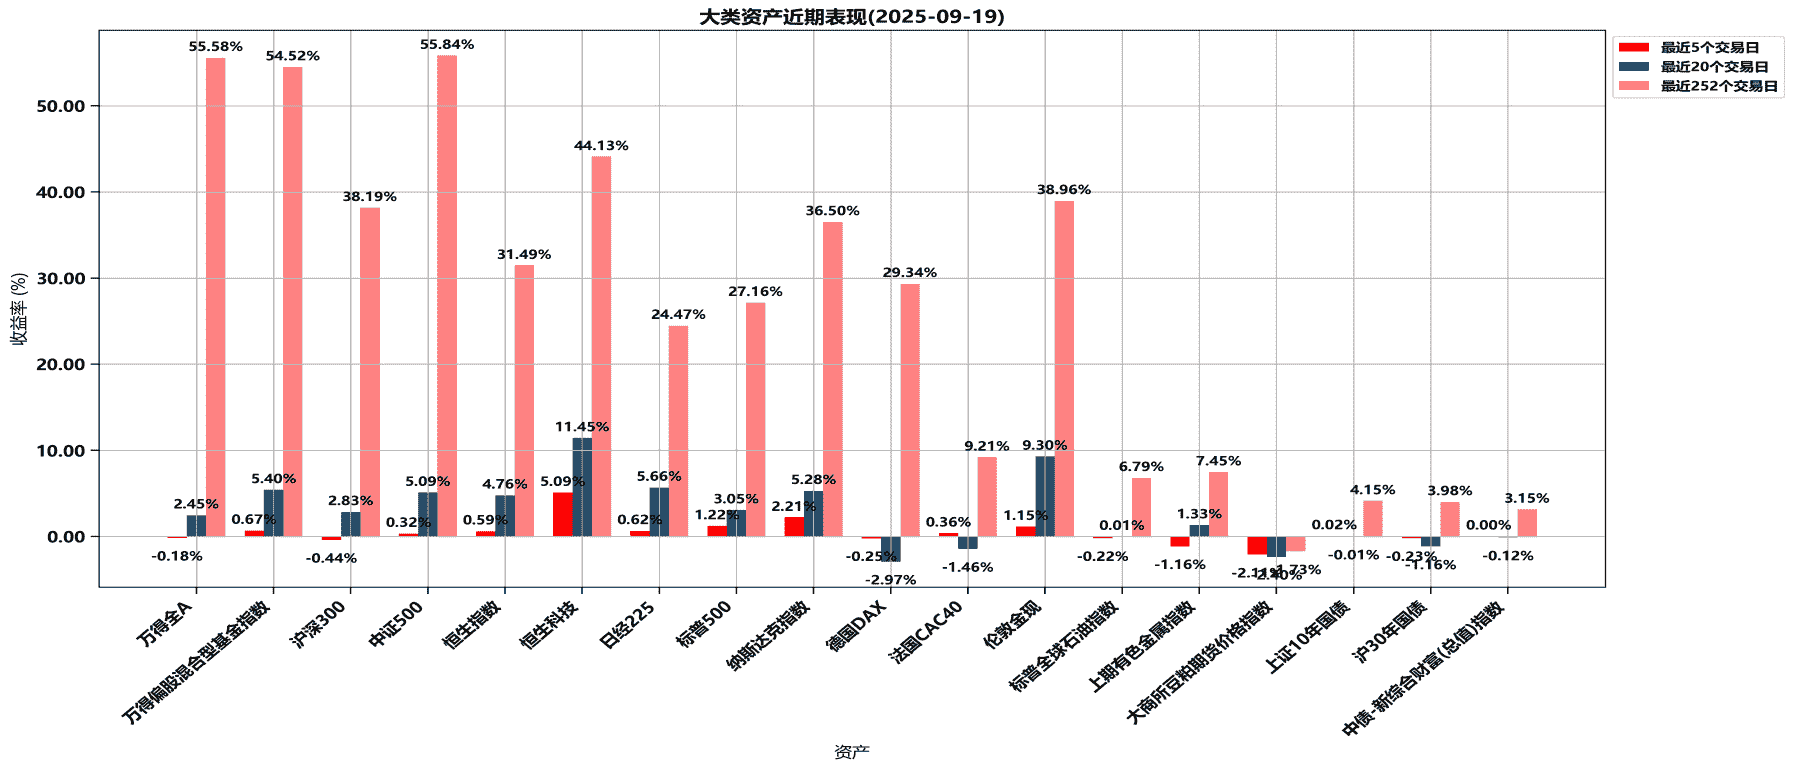 大类资产近期表现(2025-09-19)
最近5个交易日
最近20个交易日
最近252个交易日
收益率 (%)
50.00
40.00
30.00
20.00
10.00
0.00
-0.18%
2.45%
55.58%
0.67%
5.40%
54.52%
-0.44%
2.83%
38.19%
0.32%
5.09%
55.84%
0.59%
4.76%
31.49%
5.09%
11.45%
44.13%
0.62%
5.66%
24.47%
1.22%
3.05%
27.16%
2.21%
5.28%
36.50%
-0.25%
-2.97%
29.34%
0.36%
-1.46%
9.21%
1.15%
9.30%
38.96%
-0.22%
0.01%
6.79%
-1.16%
1.33%
7.45%
-2.11%
-2.40%
-1.73%
0.02%
-0.01%
4.15%
-0.23%
-1.16%
3.98%
0.00%
-0.12%
3.15%
万得全A
万得偏股混合型基金指数
沪深300
中证500
恒生指数
恒生科技
日经225
标普500
纳斯达克指数
德国DAX
法国CAC40
伦敦金现
标普全球石油指数
上期有色金属指数
大商所豆粕期货价格指数
上证10年国债
沪30年国债
中债-新综合财富(总值)指数
资产